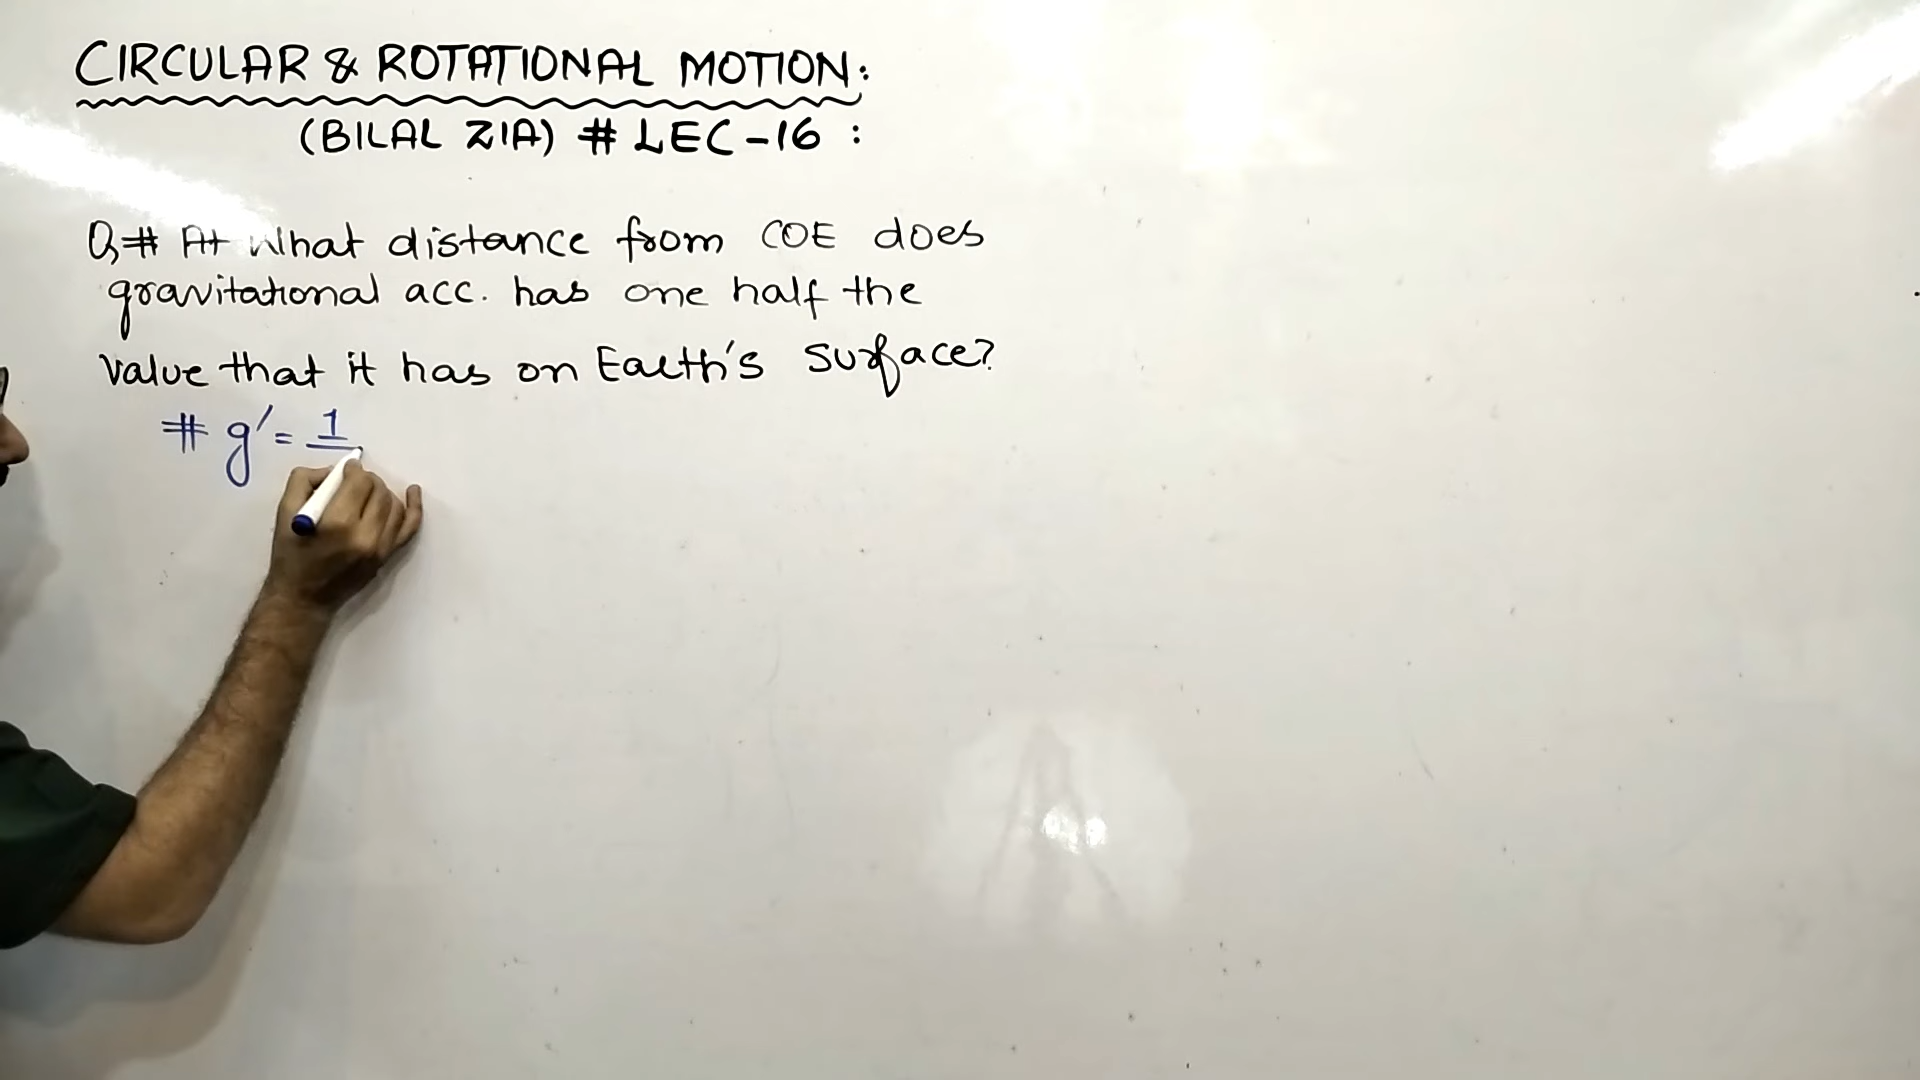 CIRCULAR & ROTATIONAL MOTION:
(BILAL ZIA) # LEC-16 :
Q# At What distance from COE does
gravitational acc. has one half the
value that it has on Earth's surface?
# g' = 1